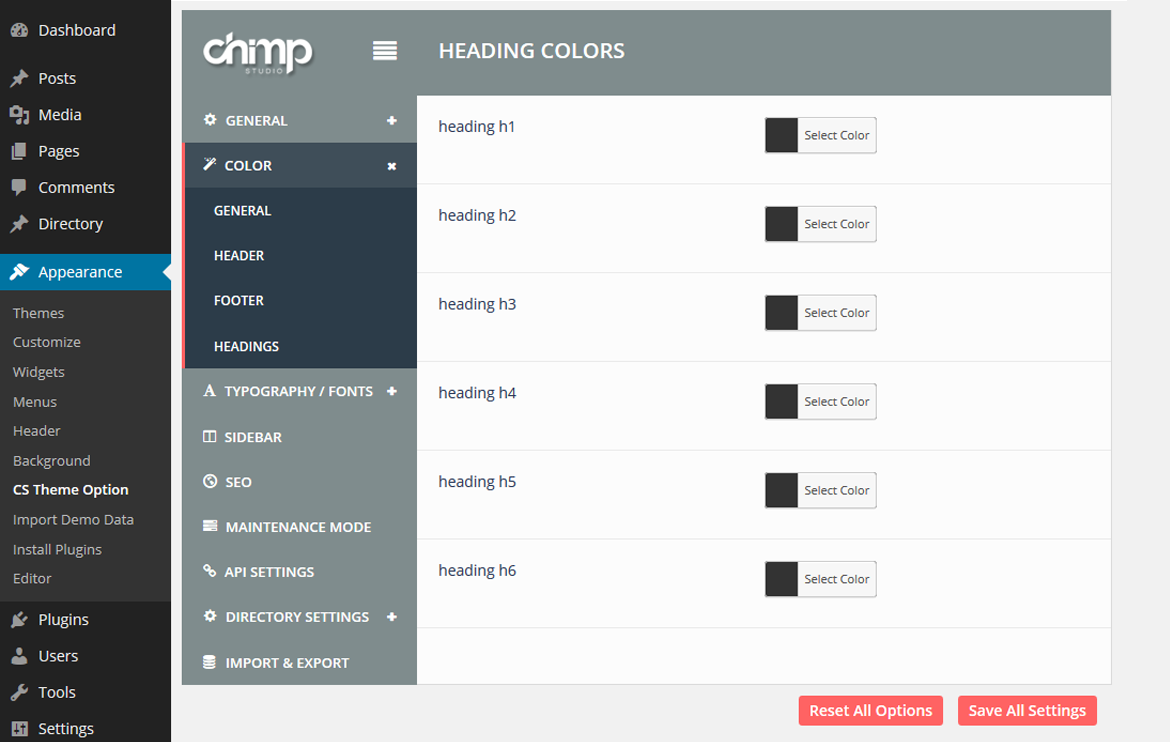 Dashboard
Posts
Media
Pages
Comments
Directory
Appearance
Themes
Customize
Widgets
Menus
Header
Background
CS Theme Option
Import Demo Data
Install Plugins
Editor
Plugins
Users
Tools
Settings
chimp
STUDIO
GENERAL
COLOR
GENERAL
HEADER
FOOTER
HEADINGS
TYPOGRAPHY / FONTS
SIDEBAR
SEO
MAINTENANCE MODE
API SETTINGS
DIRECTORY SETTINGS
IMPORT & EXPORT
HEADING COLORS
heading h1 Select Color
heading h2 Select Color
heading h3 Select Color
heading h4 Select Color
heading h5 Select Color
heading h6 Select Color
Reset All Options Save All Settings